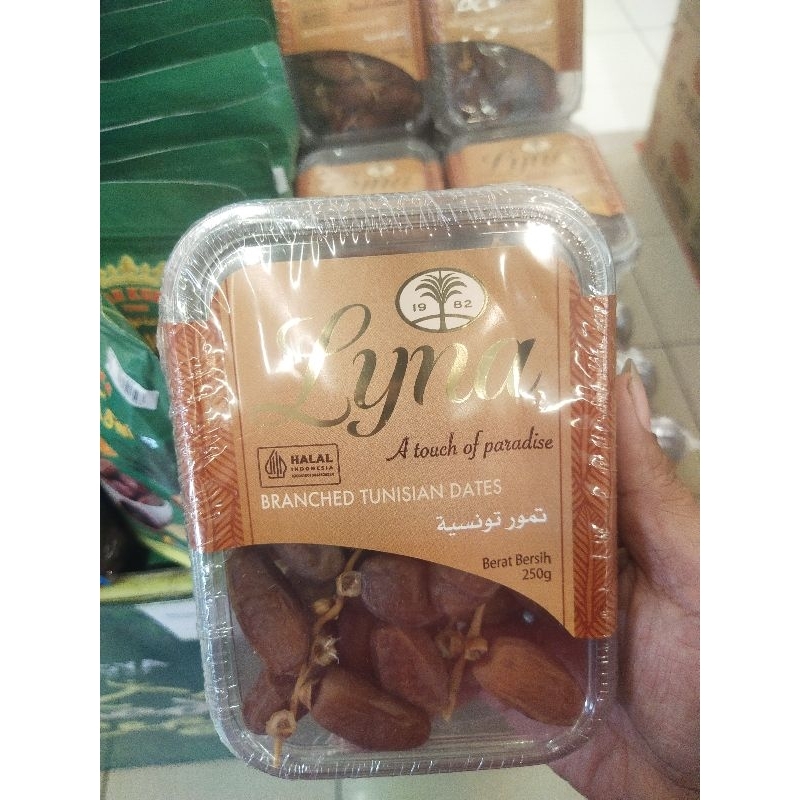 19 82
Lyna
A touch of paradise
HALAL
INDONESIA
BRANCHED TUNISIAN DATES
تمور تونسية
Berat Bersih
250g